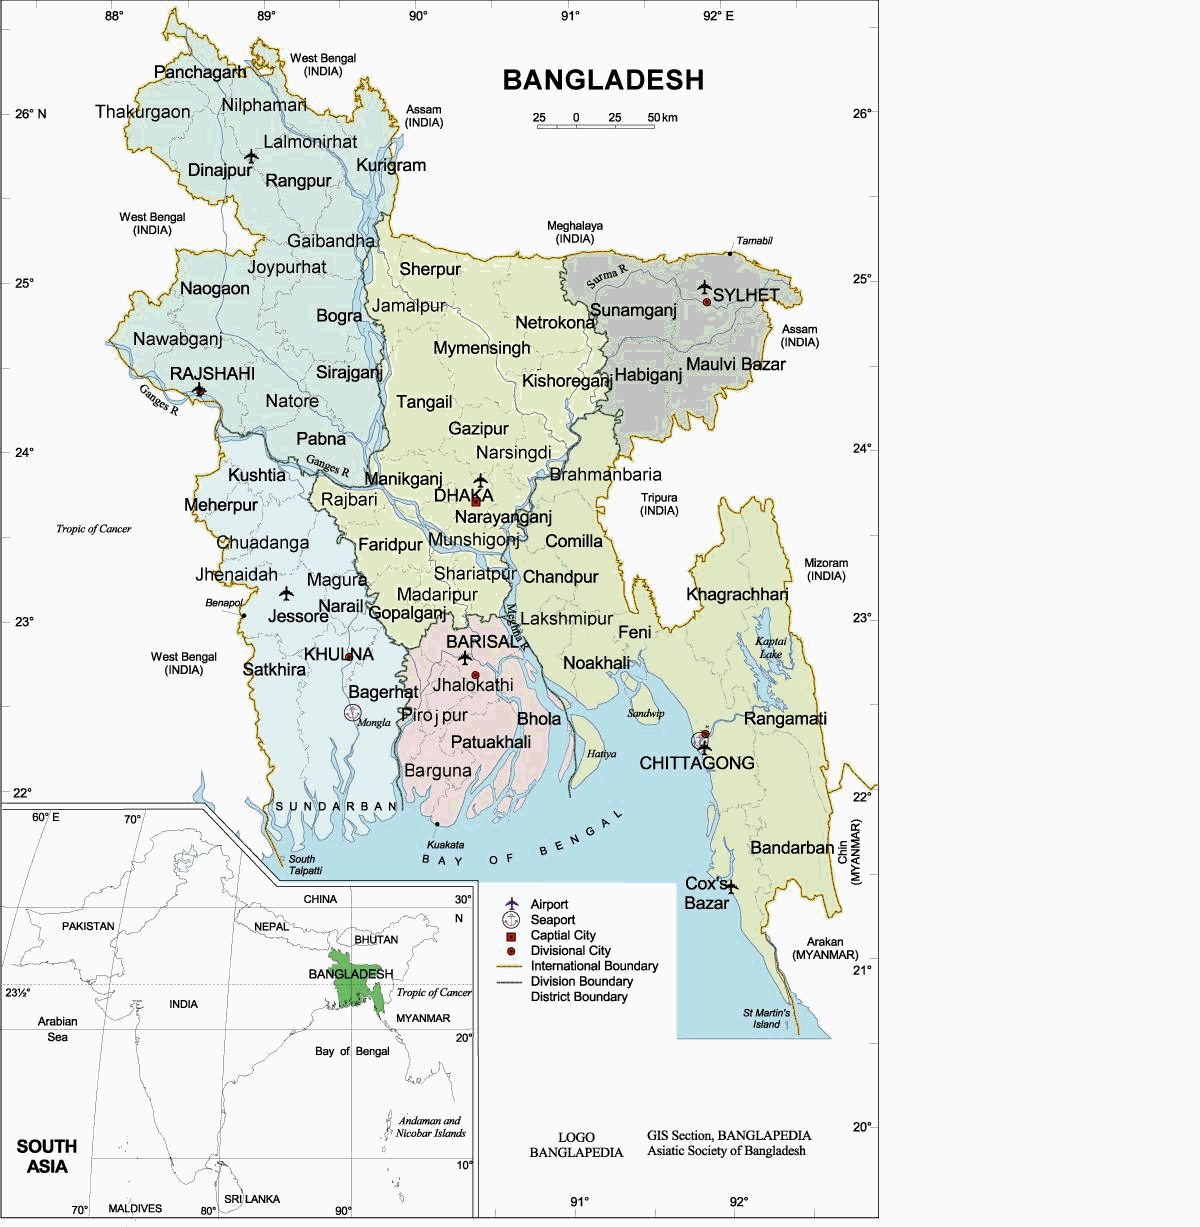 88°
89°
90°
91°
92° E
BANGLADESH
25 0 25 50 km
West Bengal
(INDIA)
Assam
(INDIA)
26° N
26°
Panchagarh
Thakurgaon
Nilphamari
Lalmonirhat
Dinajpur
Rangpur
Kurigram
West Bengal
(INDIA)
Meghalaya
(INDIA)
Tamabil
Gaibandha
Joypurhat
Sherpur
25°
25°
Naogaon
Jamalpur
Surma R
SYLHET
Bogra
Netrokona
Sunamganj
Assam
(INDIA)
Nawabganj
Mymensingh
RAJSHAHI
Sirajganj
Kishoreganj
Habiganj
Maulvi Bazar
Ganges R
Natore
Tangail
Pabna
Gazipur
24°
24°
Ganges R
Narsingdi
Kushtia
Manikganj
Brahmanbaria
Meherpur
Rajbari
DHAKA
Tripura
(INDIA)
Narayanganj
Tropic of Cancer
Chuadanga
Faridpur
Munshigonj
Comilla
Jhenaidah
Magura
Shariatpur
Chandpur
Mizoram
(INDIA)
Benapol
Narail
Madaripur
Khagrachhari
Jessore
Gopalganj
Meghna R
Lakshmipur
23°
23°
Feni
West Bengal
(INDIA)
KHULNA
BARISAL
Kaptai
Lake
Satkhira
Noakhali
Bagerhat
Jhalokathi
Mongla
Pirojpur
Bhola
Sandwip
Rangamati
Patuakhali
Hatiya
CHITTAGONG
Barguna
22°
22°
SUNDARBAN
Kuakata
BAY OF BENGAL
South
Talpatti
Bandarban
Chin
(MYANMAR)
Cox's
Bazar
Arakan
(MYANMAR)
21°
St Martin's
Island
20°
91°
92°
Airport
Seaport
Captial City
Divisional City
International Boundary
Division Boundary
District Boundary
LOGO
BANGLAPEDIA
GIS Section, BANGLAPEDIA
Asiatic Society of Bangladesh
60° E
70°
CHINA
30°
N
PAKISTAN
NEPAL
BHUTAN
BANGLADESH
23½°
Tropic of Cancer
INDIA
MYANMAR
Arabian
Sea
20°
Bay of Bengal
Andaman and
Nicobar Islands
SOUTH
ASIA
10°
SRI LANKA
70°
MALDIVES
80°
90°